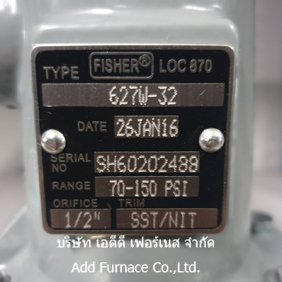 FISHER® LOC 870
TYPE
627W-32
DATE 26JAN16
SERIAL NO SH60202488
RANGE 70-150 PSI
ORIFICE TRIM
1/2" SST/NIT
บริษัท เอดีดี เฟอร์เนส จำกัด
Add Furnace Co.,Ltd.